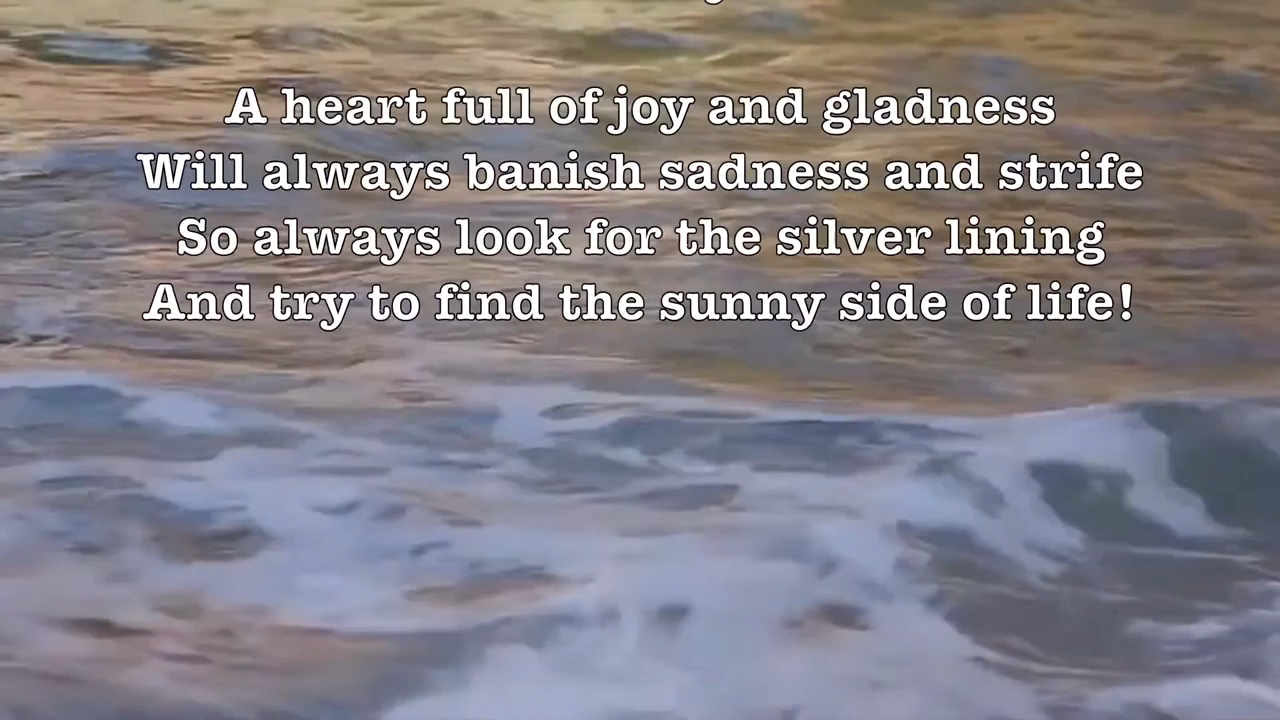 A heart full of joy and gladness
Will always banish sadness and strife
So always look for the silver lining
And try to find the sunny side of life!